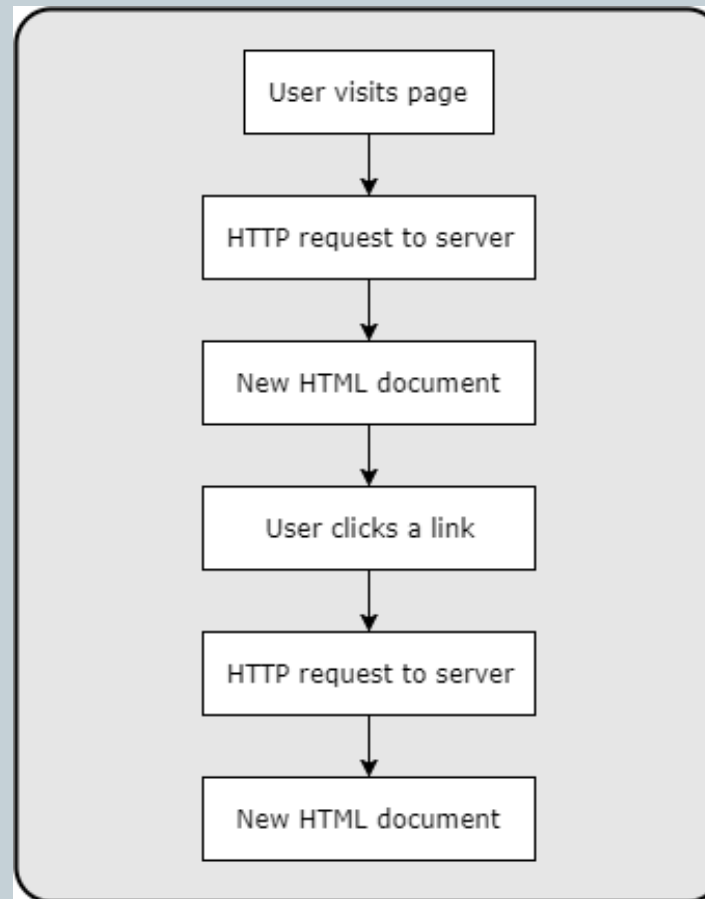 User visits page
HTTP request to server
New HTML document
User clicks a link
HTTP request to server
New HTML document